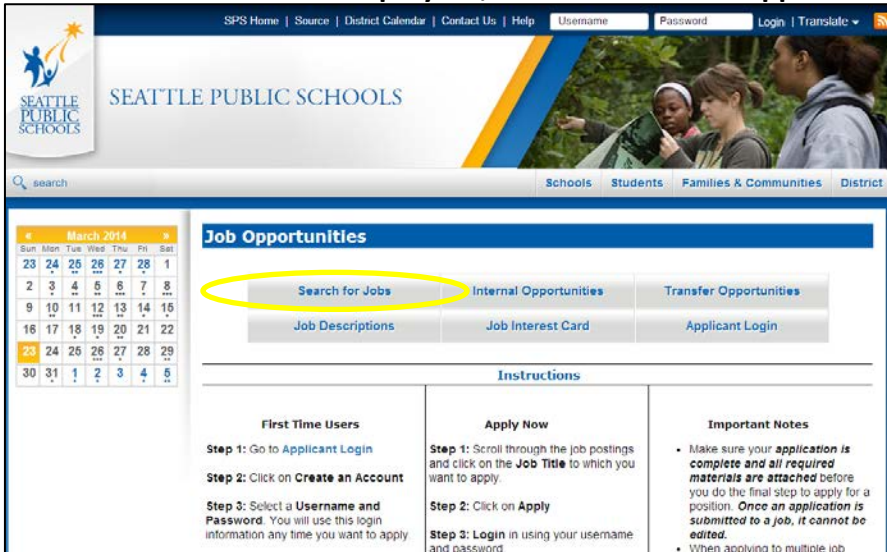 SPS Home | Source | District Calendar | Contact Us | Help Username Password Login | Translate
SEATTLE
PUBLIC
SCHOOLS
SEATTLE PUBLIC SCHOOLS
search
Schools Students Families & Communities District
« March 2014 »
Sun Mon Tue Wed Thu Fri Sat
23 24 25 26 27 28 1
2 3 4 5 6 7 8
9 10 11 12 13 14 15
16 17 18 19 20 21 22
23 24 25 26 27 28 29
30 31 1 2 3 4 5
Job Opportunities
Search for Jobs Internal Opportunities Transfer Opportunities
Job Descriptions Job Interest Card Applicant Login
Instructions
First Time Users
Step 1: Go to Applicant Login
Step 2: Click on Create an Account
Step 3: Select a Username and
Password. You will use this login
information any time you want to apply.
Apply Now
Step 1: Scroll through the job postings
and click on the Job Title to which you
want to apply.
Step 2: Click on Apply
Step 3: Login in using your username
and password
Important Notes
• Make sure your application is
complete and all required
materials are attached before
you do the final step to apply for a
position. Once an application is
submitted to a job, it cannot be
edited.
• When applying to multiple job